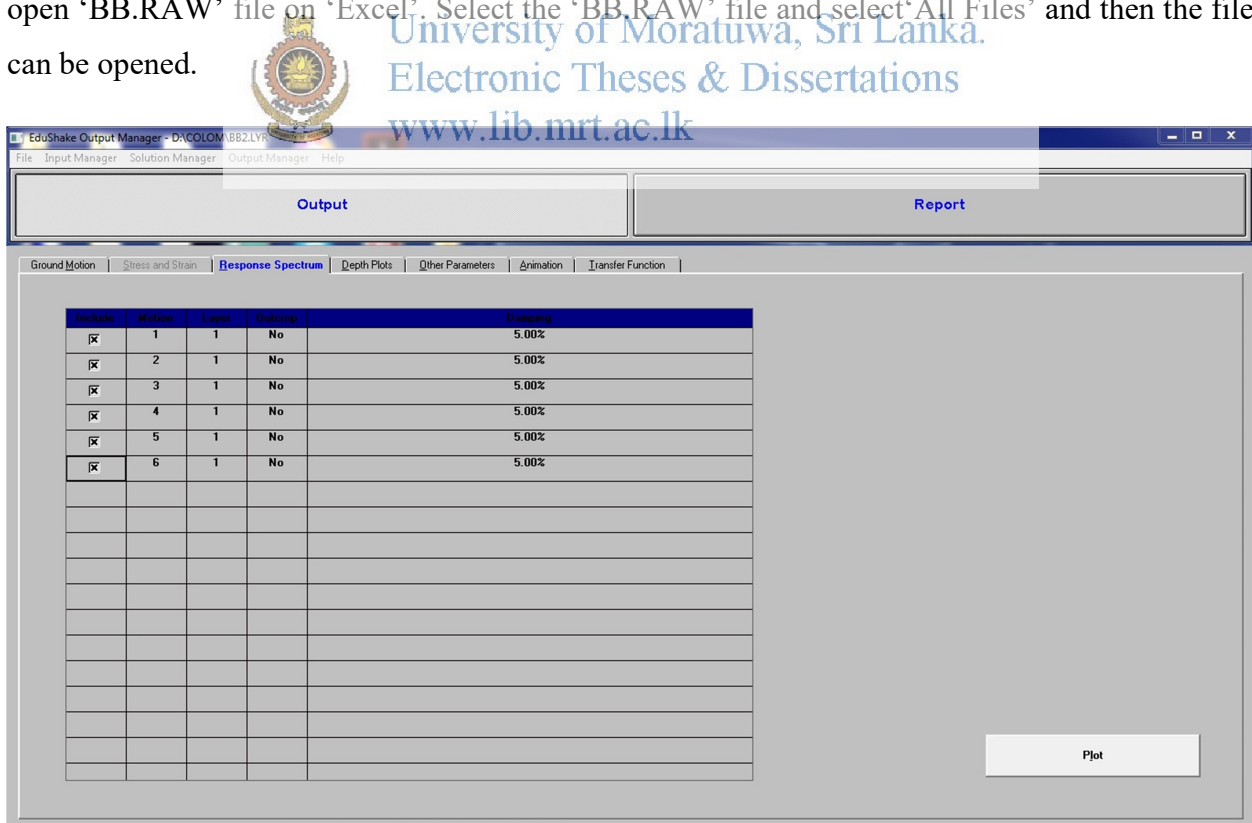 open ‘BB.RAW’ file on ‘Excel’. Select the ‘BB.RAW’ file and select‘All Files’ and then the file
can be opened.
University of Moratuwa, Sri Lanka.
Electronic Theses & Dissertations
www.lib.mrt.ac.lk
EduShake Output Manager - D:\COLOM\BB2.LYR
File Input Manager Solution Manager Output Manager Help
Output Report
Ground Motion Stress and Strain Response Spectrum Depth Plots Other Parameters Animation Transfer Function
Include Motion Layer Outcrop Damping
1 1 No 5.00%
2 1 No 5.00%
3 1 No 5.00%
4 1 No 5.00%
5 1 No 5.00%
6 1 No 5.00%
Plot